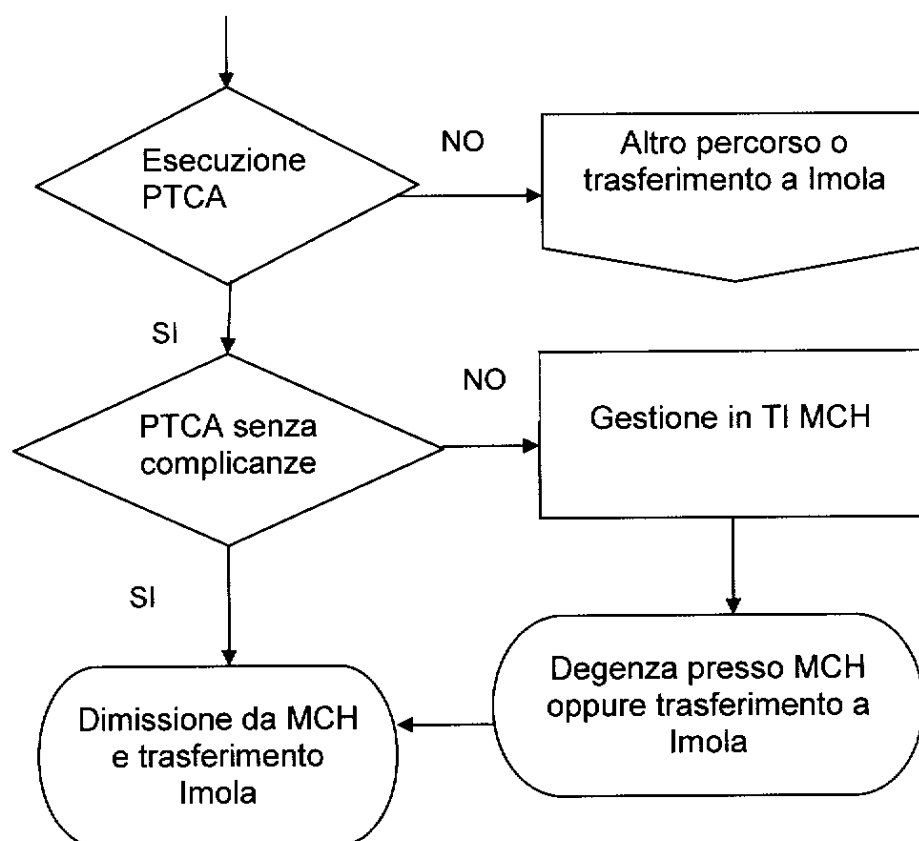 Esecuzione
PTCA
NO
Altro percorso o
trasferimento a Imola
SI
PTCA senza
complicanze
NO
Gestione in TI MCH
SI
Degenza presso MCH
oppure trasferimento a
Imola
Dimissione da MCH
e trasferimento
Imola